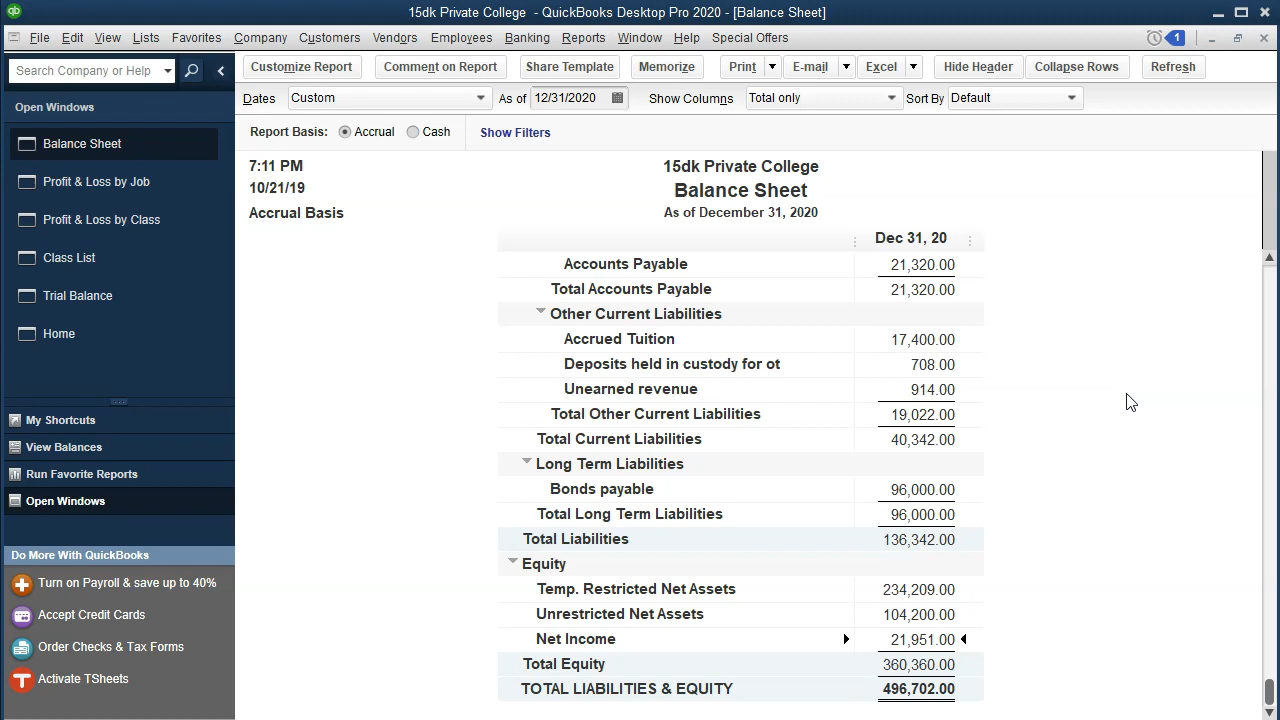 15dk Private College - QuickBooks Desktop Pro 2020 - [Balance Sheet]
File Edit View Lists Favorites Company Customers Vendors Employees Banking Reports Window Help Special Offers 1
Search Company or Help
Customize Report Comment on Report Share Template Memorize Print E-mail Excel Hide Header Collapse Rows Refresh
Dates Custom As of 12/31/2020 Show Columns Total only Sort By Default
Report Basis: Accrual Cash Show Filters
Open Windows
Balance Sheet
Profit & Loss by Job
Profit & Loss by Class
Class List
Trial Balance
Home
My Shortcuts
View Balances
Run Favorite Reports
Open Windows
Do More With QuickBooks
Turn on Payroll & save up to 40%
Accept Credit Cards
Order Checks & Tax Forms
Activate TSheets
7:11 PM
10/21/19
Accrual Basis
15dk Private College
Balance Sheet
As of December 31, 2020
Dec 31, 20
Accounts Payable 21,320.00
Total Accounts Payable 21,320.00
Other Current Liabilities
Accrued Tuition 17,400.00
Deposits held in custody for ot 708.00
Unearned revenue 914.00
Total Other Current Liabilities 19,022.00
Total Current Liabilities 40,342.00
Long Term Liabilities
Bonds payable 96,000.00
Total Long Term Liabilities 96,000.00
Total Liabilities 136,342.00
Equity
Temp. Restricted Net Assets 234,209.00
Unrestricted Net Assets 104,200.00
Net Income 21,951.00
Total Equity 360,360.00
TOTAL LIABILITIES & EQUITY 496,702.00